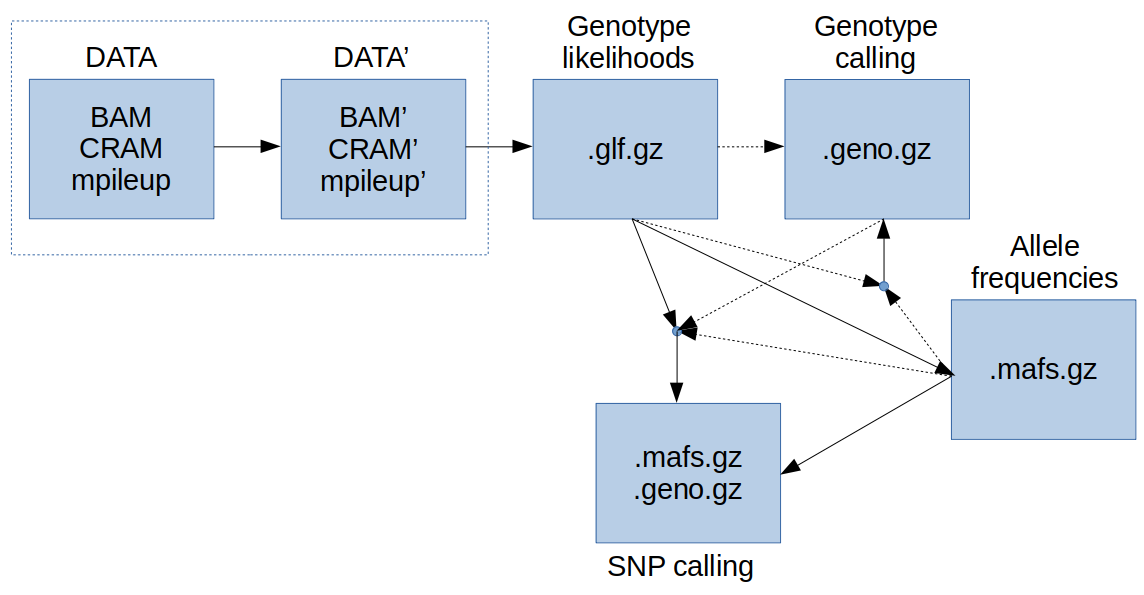 DATA
BAM
CRAM
mpileup
DATA’
BAM’
CRAM’
mpileup’
Genotype
likelihoods
.glf.gz
Genotype
calling
.geno.gz
Allele
frequencies
.mafs.gz
.mafs.gz
.geno.gz
SNP calling